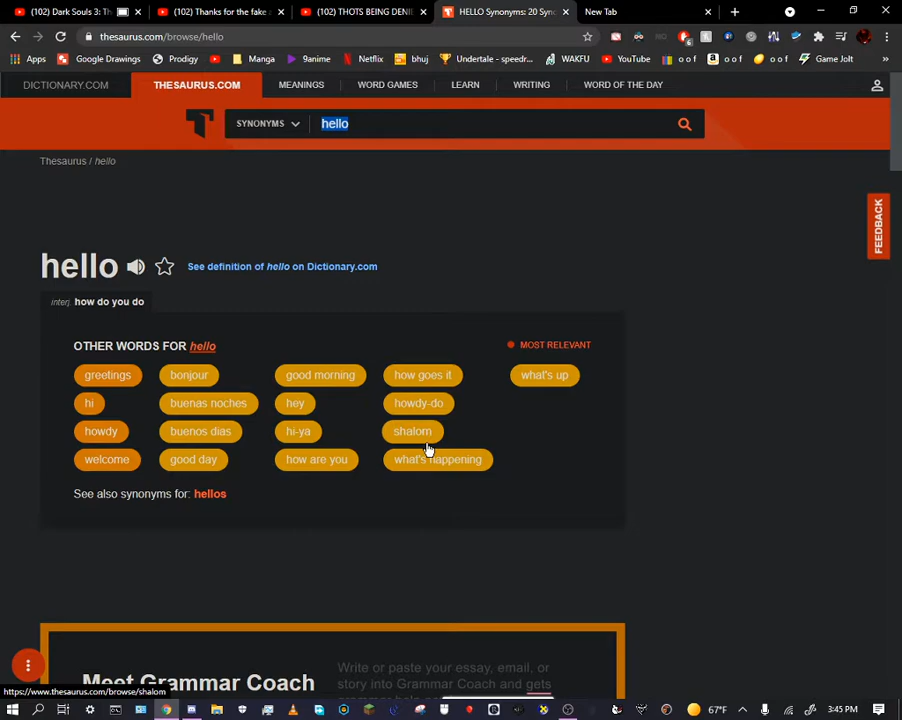 (102) Dark Souls 3: Th
(102) Thanks for the fake
(102) THOTS BEING DENIE
HELLO Synonyms: 20 Syno
New Tab
thesaurus.com/browse/hello
Apps
Google Drawings
Prodigy
Manga
9anime
Netflix
bhuj
Undertale - speedr...
WAKFU
YouTube
o o f
o o f
o o f
Game Jolt
DICTIONARY.COM
THESAURUS.COM
MEANINGS
WORD GAMES
LEARN
WRITING
WORD OF THE DAY
SYNONYMS
hello
Thesaurus / hello
FEEDBACK
hello
See definition of hello on Dictionary.com
interj. how do you do
OTHER WORDS FOR hello
MOST RELEVANT
greetings
bonjour
good morning
how goes it
what's up
hi
buenas noches
hey
howdy-do
howdy
buenos dias
hi-ya
shalom
welcome
good day
how are you
what's happening
See also synonyms for: hellos
Meet Grammar Coach
Write or paste your essay, email, or
story into Grammar Coach and gets
https://www.thesaurus.com/browse/shalom
67°F
3:45 PM